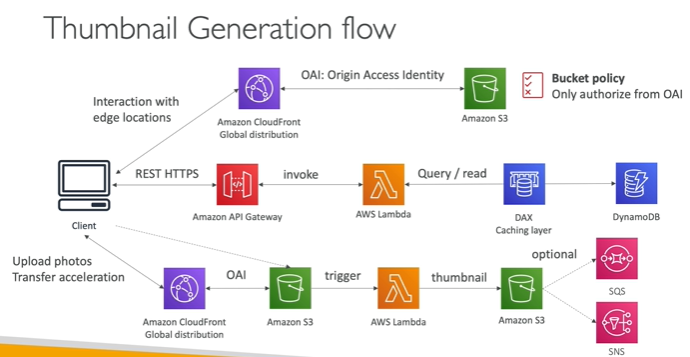 Thumbnail Generation flow
OAI: Origin Access Identity
Bucket policy
Only authorize from OAI
Interaction with
edge locations
Amazon CloudFront
Global distribution
Amazon S3
REST HTTPS
invoke
Query / read
Client
Amazon API Gateway
AWS Lambda
DAX
Caching layer
DynamoDB
Upload photos
Transfer acceleration
OAI
trigger
thumbnail
optional
Amazon CloudFront
Global distribution
Amazon S3
AWS Lambda
Amazon S3
SQS
SNS